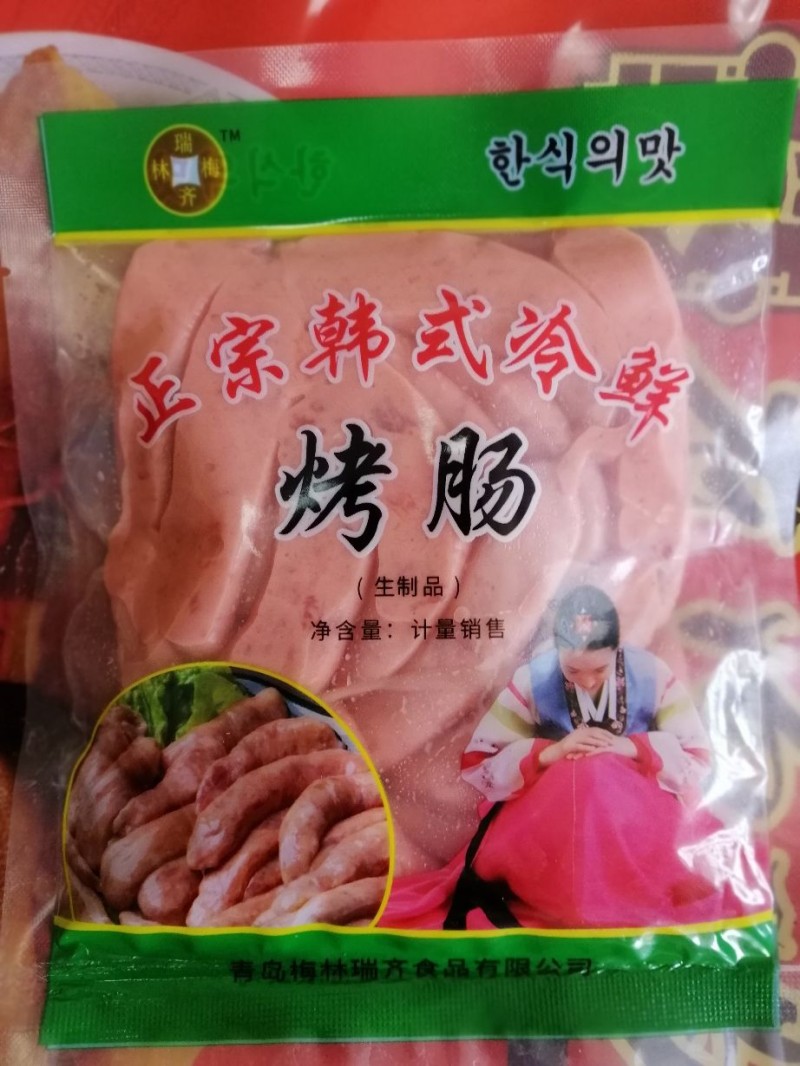 瑞
林 梅
齐
TM
한식의맛
正宗韩式冷鲜
烤肠
(生制品)
净含量：计量销售
青岛梅林瑞齐食品有限公司